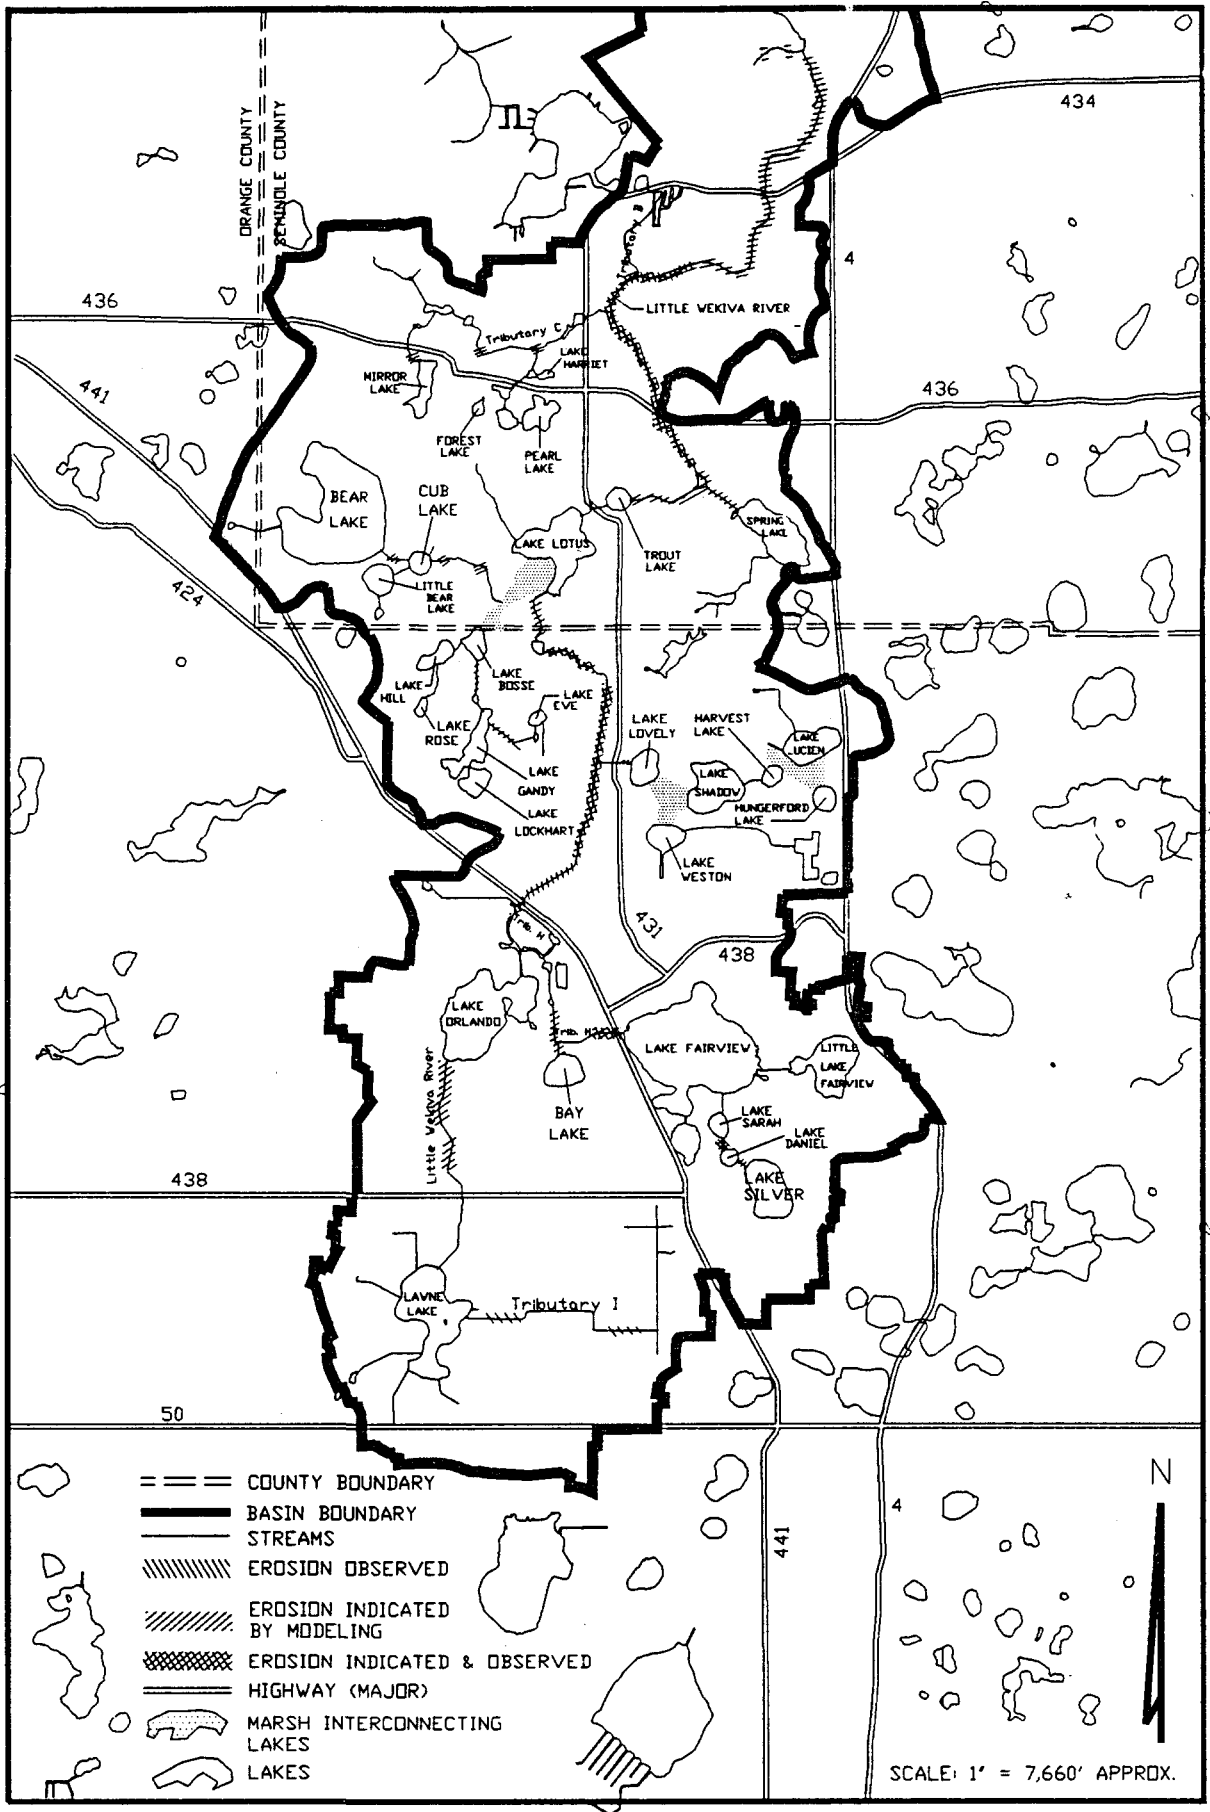 434
ORANGE COUNTY
SEMINOLE COUNTY
Tributary B
4
436
LITTLE WEKIVA RIVER
Tributary C
LAKE
HARRIET
MIRROR
LAKE
441
436
FOREST
LAKE
PEARL
LAKE
BEAR
LAKE
CUB
LAKE
LAKE LOTUS
SPRING
LAKE
TROUT
LAKE
424
LITTLE
BEAR
LAKE
LAKE
HILL
LAKE
BOSSE
LAKE
EVE
LAKE
ROSE
LAKE
LOVELY
HARVEST
LAKE
LAKE
LUCIEN
LAKE
GANDY
LAKE
SHADOW
HUNGERFORD
LAKE
LAKE
LOCKHART
LAKE
WESTON
Trib. H
431
438
LAKE
ORLANDO
Trib. H
LAKE FAIRVIEW
LITTLE
LAKE
FAIRVIEW
Little Wekiva River
BAY
LAKE
LAKE
SARAH
LAKE
DANIEL
LAKE
SILVER
438
LAWNE
LAKE
Tributary I
50
COUNTY BOUNDARY
BASIN BOUNDARY
STREAMS
EROSION OBSERVED
EROSION INDICATED
BY MODELING
EROSION INDICATED & OBSERVED
HIGHWAY (MAJOR)
MARSH INTERCONNECTING
LAKES
LAKES
441
4
N
SCALE: 1" = 7,660' APPROX.